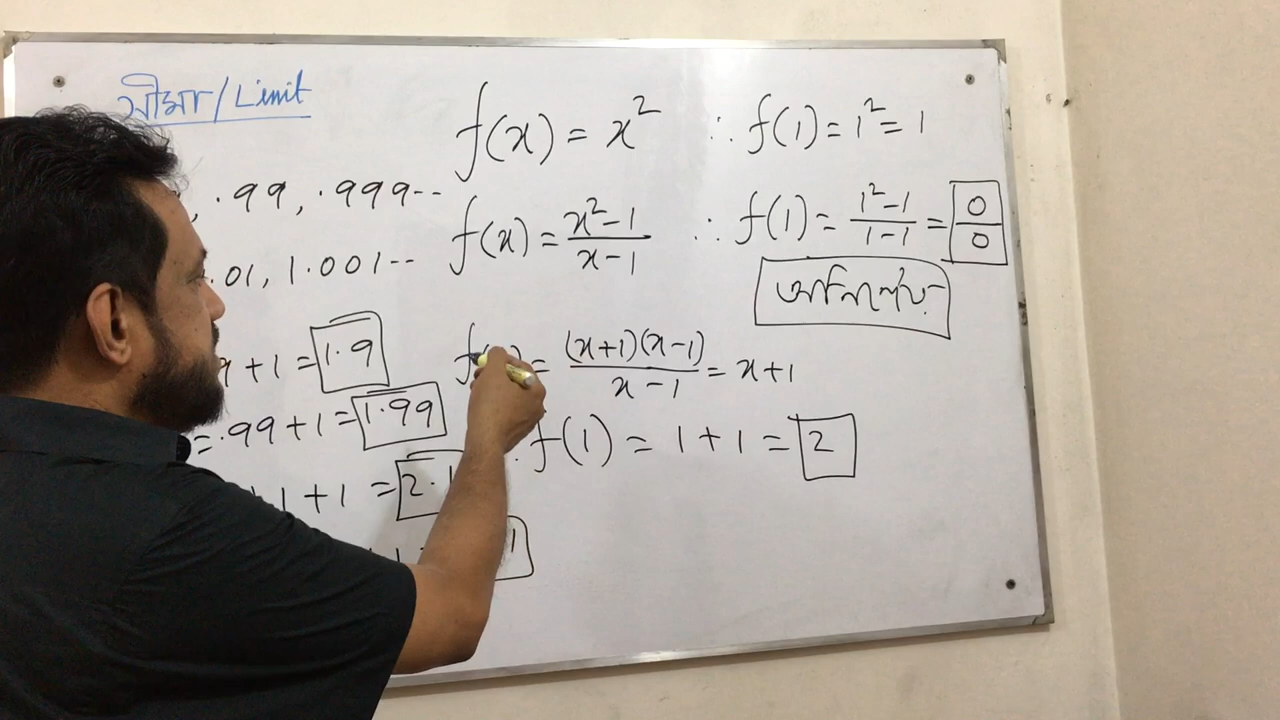 সীমা/Limit
f(x) = x² ∴ f(1) = 1² = 1
, .99, .999--
f(x) = (x²-1)/(x-1) ∴ f(1) = (1²-1)/(1-1) = 0/0
.01, 1.001--
অনির্ণেয়
+1 = 1.9
= (x+1)(x-1)/(x-1) = x+1
= .99+1 = 1.99
f(1) = 1+1 = 2
+1 = 2.